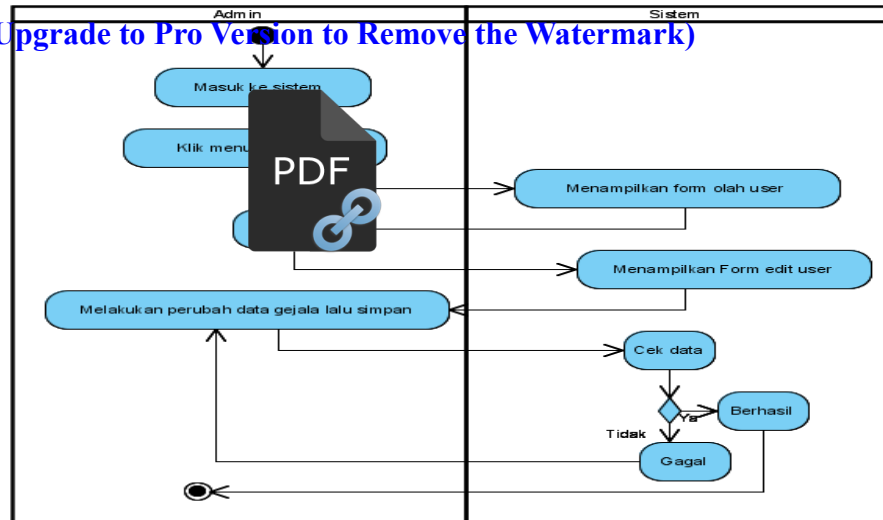 Admin
Sistem
Upgrade to Pro Version to Remove the Watermark)
Masuk ke sistem
Klik menu
PDF
Menampilkan form olah user
Menampilkan Form edit user
Melakukan perubah data gejala lalu simpan
Cek data
Ya
Berhasil
Tidak
Gagal